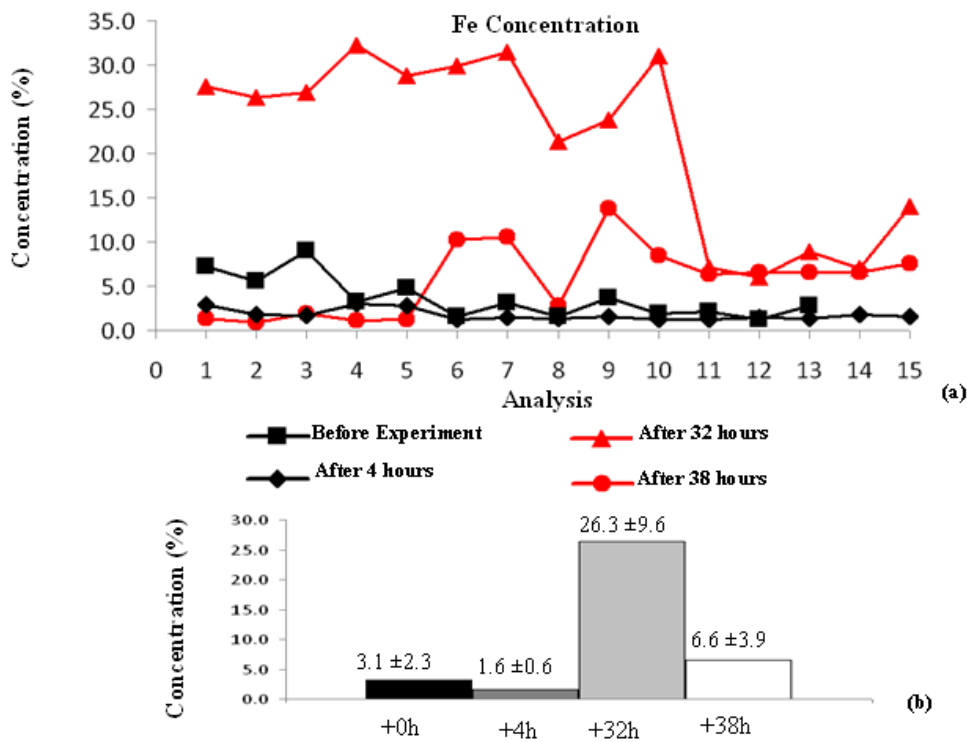 Fe Concentration
Concentration (%)
35.0
30.0
25.0
20.0
15.0
10.0
5.0
0.0
0 1 2 3 4 5 6 7 8 9 10 11 12 13 14 15
Analysis
(a)
Before Experiment
After 32 hours
After 4 hours
After 38 hours
Concentration (%)
30.0
25.0
20.0
15.0
10.0
5.0
0.0
3.1 ±2.3
1.6 ±0.6
26.3 ±9.6
6.6 ±3.9
+0h +4h +32h +38h
(b)